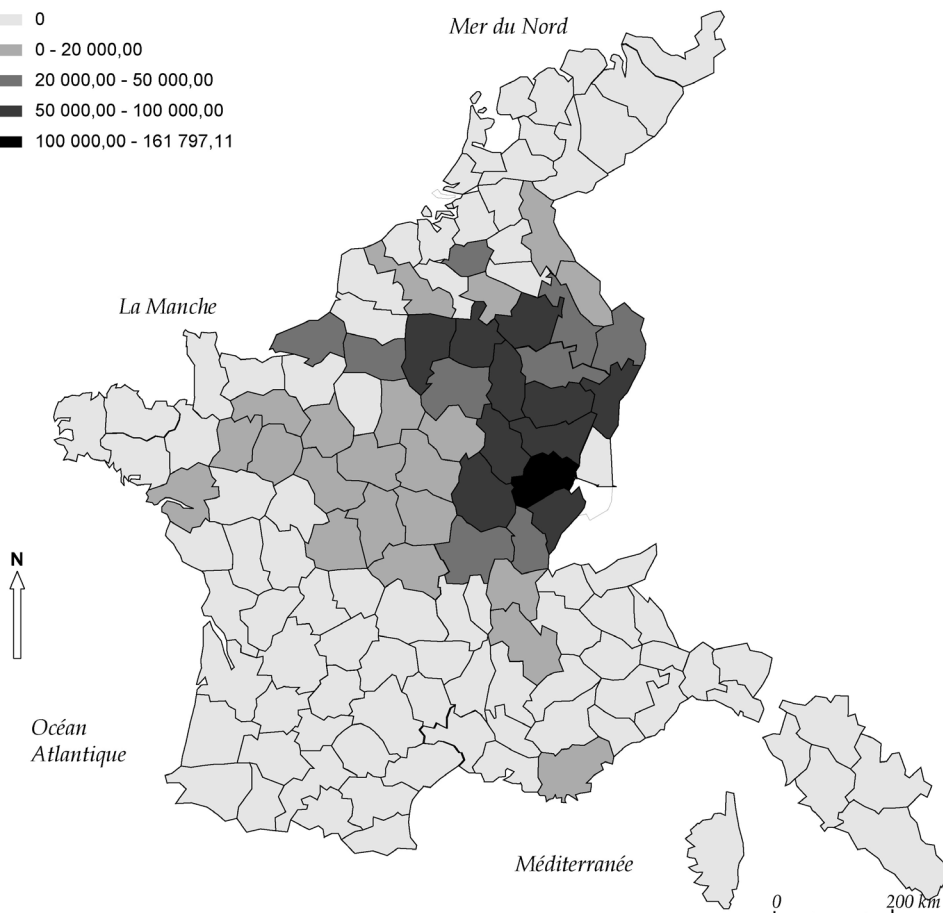 0
0 - 20 000,00
20 000,00 - 50 000,00
50 000,00 - 100 000,00
100 000,00 - 161 797,11
Mer du Nord
La Manche
N
Océan
Atlantique
Méditerranée
0 200 km